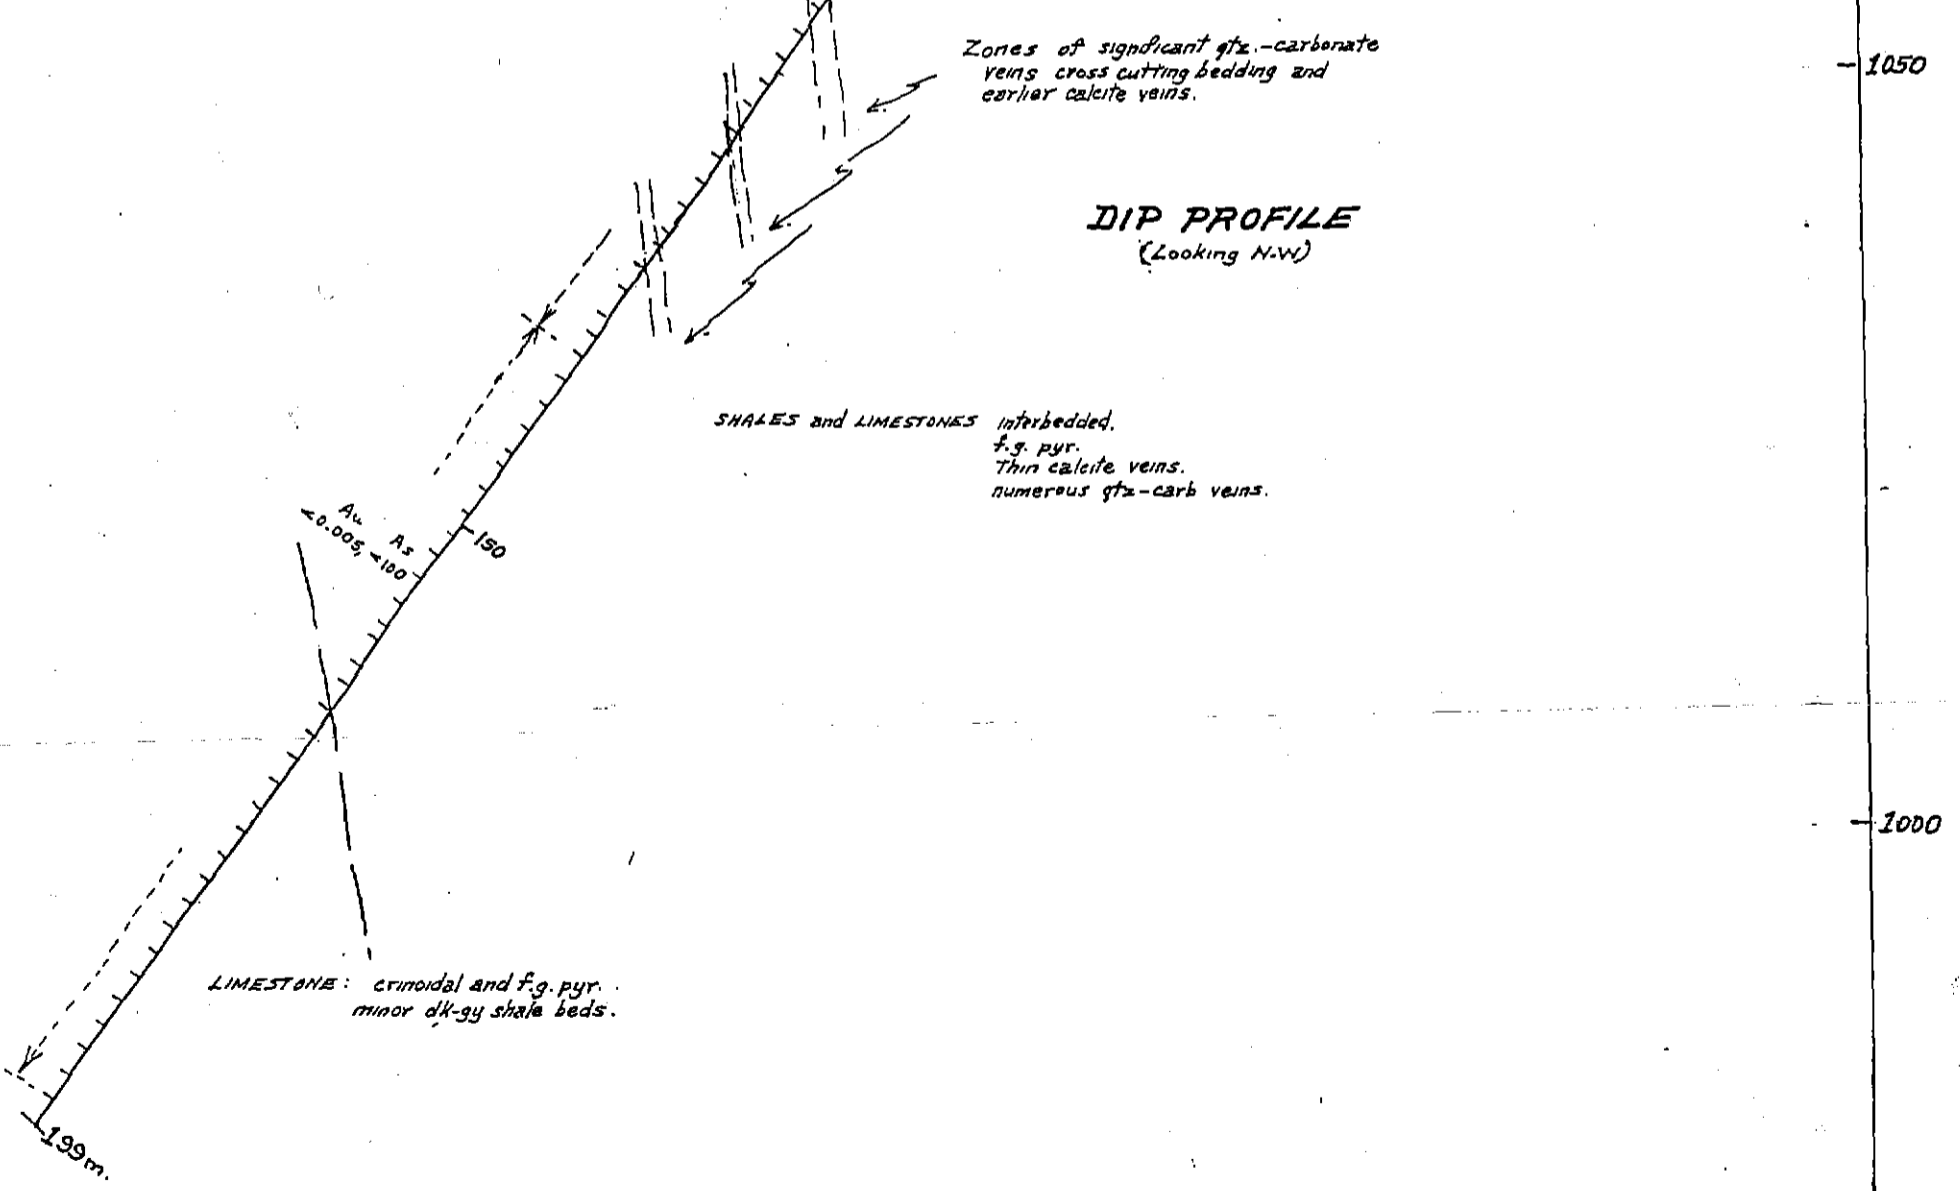 Zones of significant qtz.-carbonate
veins cross cutting bedding and
earlier calcite veins.
1050
DIP PROFILE
(Looking N.W)
SHALES and LIMESTONES interbedded.
f.g. pyr.
Thin calcite veins.
numerous qtz-carb veins.
Au As
<0.005, <100
150
1000
LIMESTONE: crinoidal and f.g. pyr.
minor dk-gy shale beds.
199m.